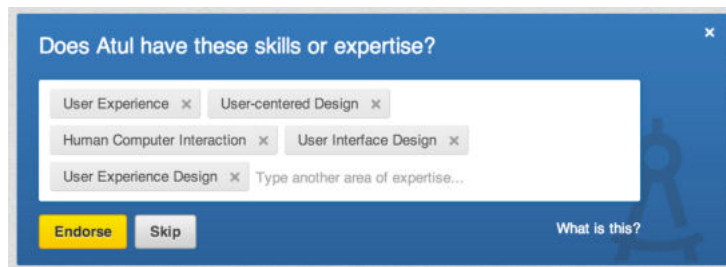 Does Atul have these skills or expertise? ×
User Experience × User-centered Design ×
Human Computer Interaction × User Interface Design ×
User Experience Design × Type another area of expertise...
Endorse Skip What is this?